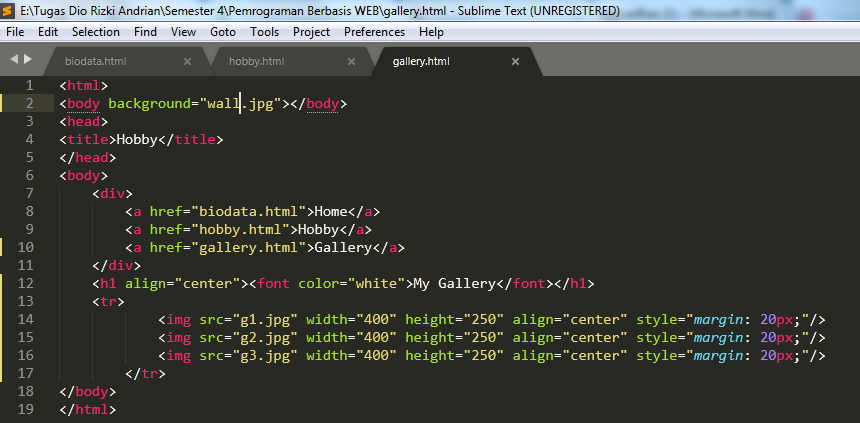 E:\Tugas Dio Rizki Andrian\Semester 4\Pemrograman Berbasis WEB\gallery.html - Sublime Text (UNREGISTERED)
File Edit Selection Find View Goto Tools Project Preferences Help
biodata.html × hobby.html × gallery.html ×
1 <html>
2 <body background="wall.jpg"></body>
3 <head>
4 <title>Hobby</title>
5 </head>
6 <body>
7 <div>
8 <a href="biodata.html">Home</a>
9 <a href="hobby.html">Hobby</a>
10 <a href="gallery.html">Gallery</a>
11 </div>
12 <h1 align="center"><font color="white">My Gallery</font></h1>
13 <tr>
14 <img src="g1.jpg" width="400" height="250" align="center" style="margin: 20px;"/>
15 <img src="g2.jpg" width="400" height="250" align="center" style="margin: 20px;"/>
16 <img src="g3.jpg" width="400" height="250" align="center" style="margin: 20px;"/>
17 </tr>
18 </body>
19 </html>